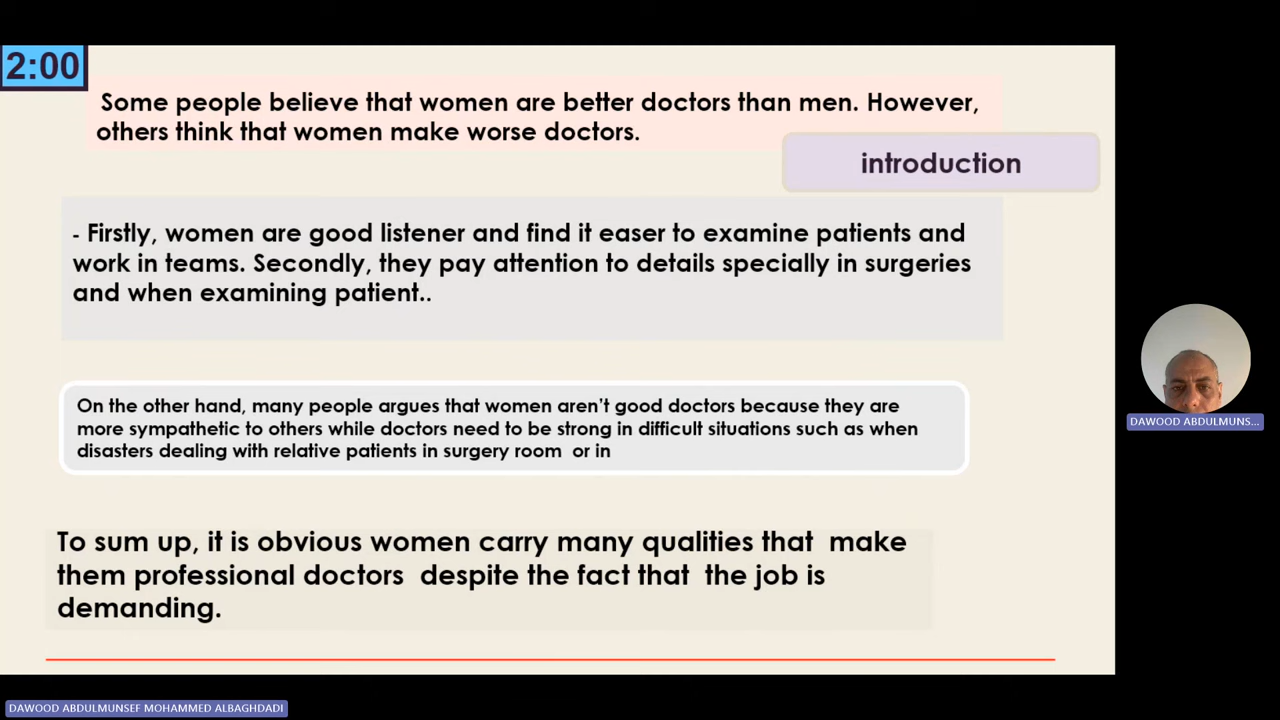 2:00
Some people believe that women are better doctors than men. However,
others think that women make worse doctors.
introduction
- Firstly, women are good listener and find it easer to examine patients and
work in teams. Secondly, they pay attention to details specially in surgeries
and when examining patient..
On the other hand, many people argues that women aren't good doctors because they are
more sympathetic to others while doctors need to be strong in difficult situations such as when
disasters dealing with relative patients in surgery room or in
To sum up, it is obvious women carry many qualities that make
them professional doctors despite the fact that the job is
demanding.
DAWOOD ABDULMUNS...
DAWOOD ABDULMUNSEF MOHAMMED ALBAGHDADI